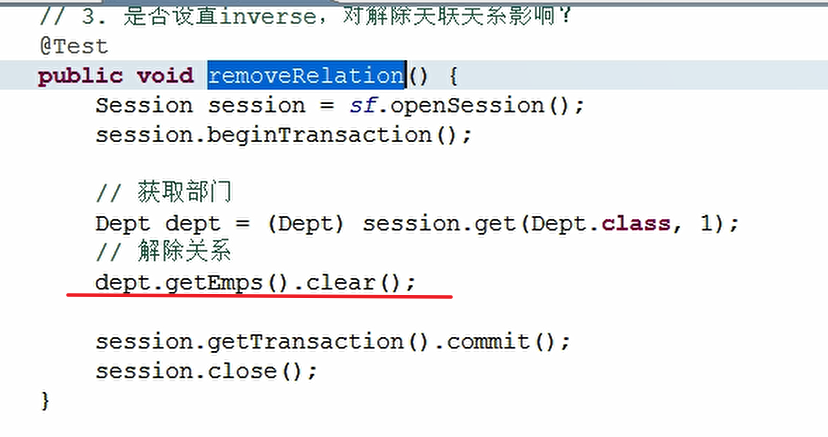 // 3. 是否设置inverse，对解除关联关系影响？
@Test
public void removeRelation() {
Session session = sf.openSession();
session.beginTransaction();
// 获取部门
Dept dept = (Dept) session.get(Dept.class, 1);
// 解除关系
dept.getEmps().clear();
session.getTransaction().commit();
session.close();
}